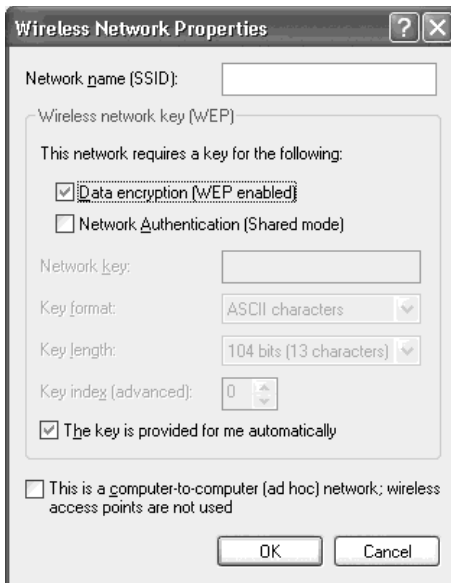 Wireless Network Properties
Network name (SSID):
Wireless network key (WEP)
This network requires a key for the following:
Data encryption (WEP enabled)
Network Authentication (Shared mode)
Network key:
Key format: ASCII characters
Key length: 104 bits (13 characters)
Key index (advanced): 0
The key is provided for me automatically
This is a computer-to-computer (ad hoc) network; wireless
access points are not used
OK Cancel